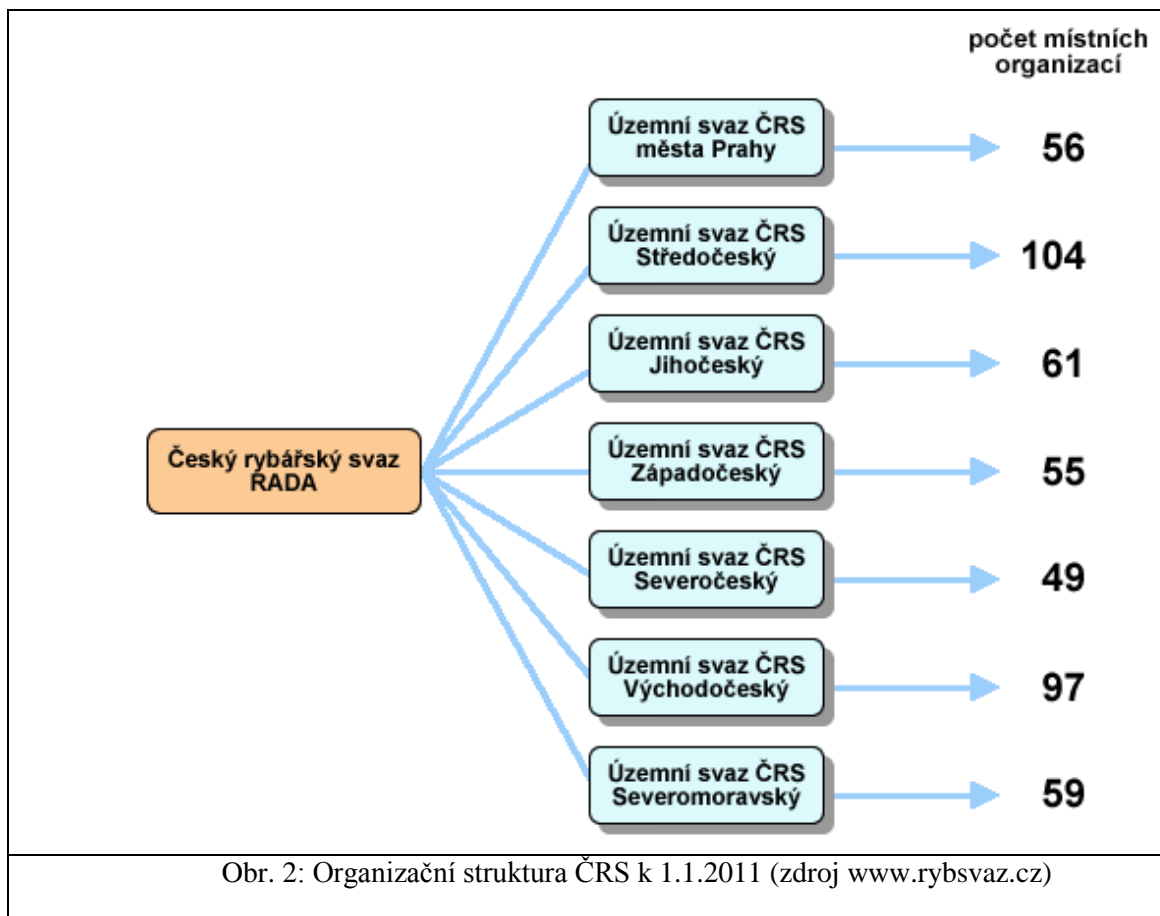 počet místních
organizací
Územní svaz ČRS
města Prahy
56
Územní svaz ČRS
Středočeský
104
Územní svaz ČRS
Jihočeský
61
Český rybářský svaz
RADA
Územní svaz ČRS
Západočeský
55
Územní svaz ČRS
Severočeský
49
Územní svaz ČRS
Východočeský
97
Územní svaz ČRS
Severomoravský
59
Obr. 2: Organizační struktura ČRS k 1.1.2011 (zdroj www.rybsvaz.cz)